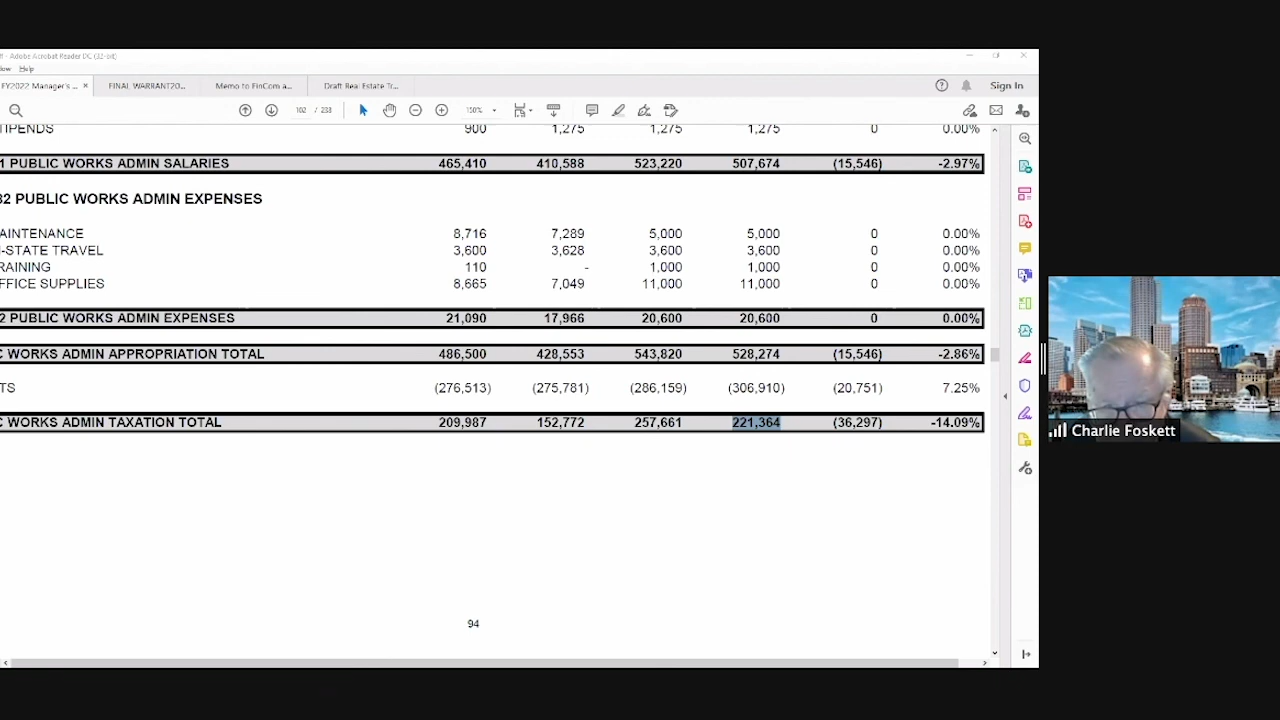 ff - Adobe Acrobat Reader DC (32-bit)
dow Help
FY2022 Manager's ... × FINAL WARRANT20... Memo to FinCom a... Draft Real Estate Tr... Sign In
102 / 233 150%
TIPENDS 900 1,275 1,275 1,275 0 0.00%
1 PUBLIC WORKS ADMIN SALARIES 465,410 410,588 523,220 507,674 (15,546) -2.97%
32 PUBLIC WORKS ADMIN EXPENSES
AINTENANCE 8,716 7,289 5,000 5,000 0 0.00%
I-STATE TRAVEL 3,600 3,628 3,600 3,600 0 0.00%
RAINING 110 - 1,000 1,000 0 0.00%
FFICE SUPPLIES 8,665 7,049 11,000 11,000 0 0.00%
2 PUBLIC WORKS ADMIN EXPENSES 21,090 17,966 20,600 20,600 0 0.00%
C WORKS ADMIN APPROPRIATION TOTAL 486,500 428,553 543,820 528,274 (15,546) -2.86%
TS (276,513) (275,781) (286,159) (306,910) (20,751) 7.25%
C WORKS ADMIN TAXATION TOTAL 209,987 152,772 257,661 221,364 (36,297) -14.09%
94
Charlie Foskett